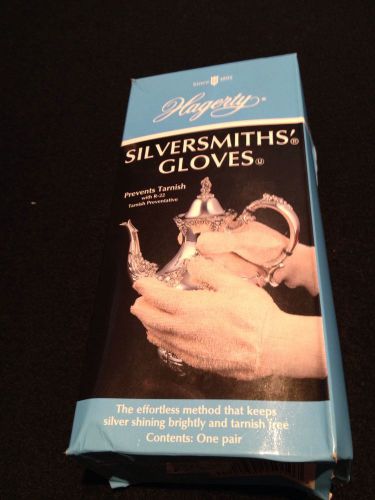 Since 1895
Hagerty®
SILVERSMITHS'®
GLOVESⓊ
Prevents Tarnish
with R-22
Tarnish Preventative
The effortless method that keeps
silver shining brightly and tarnish free
Contents: One pair